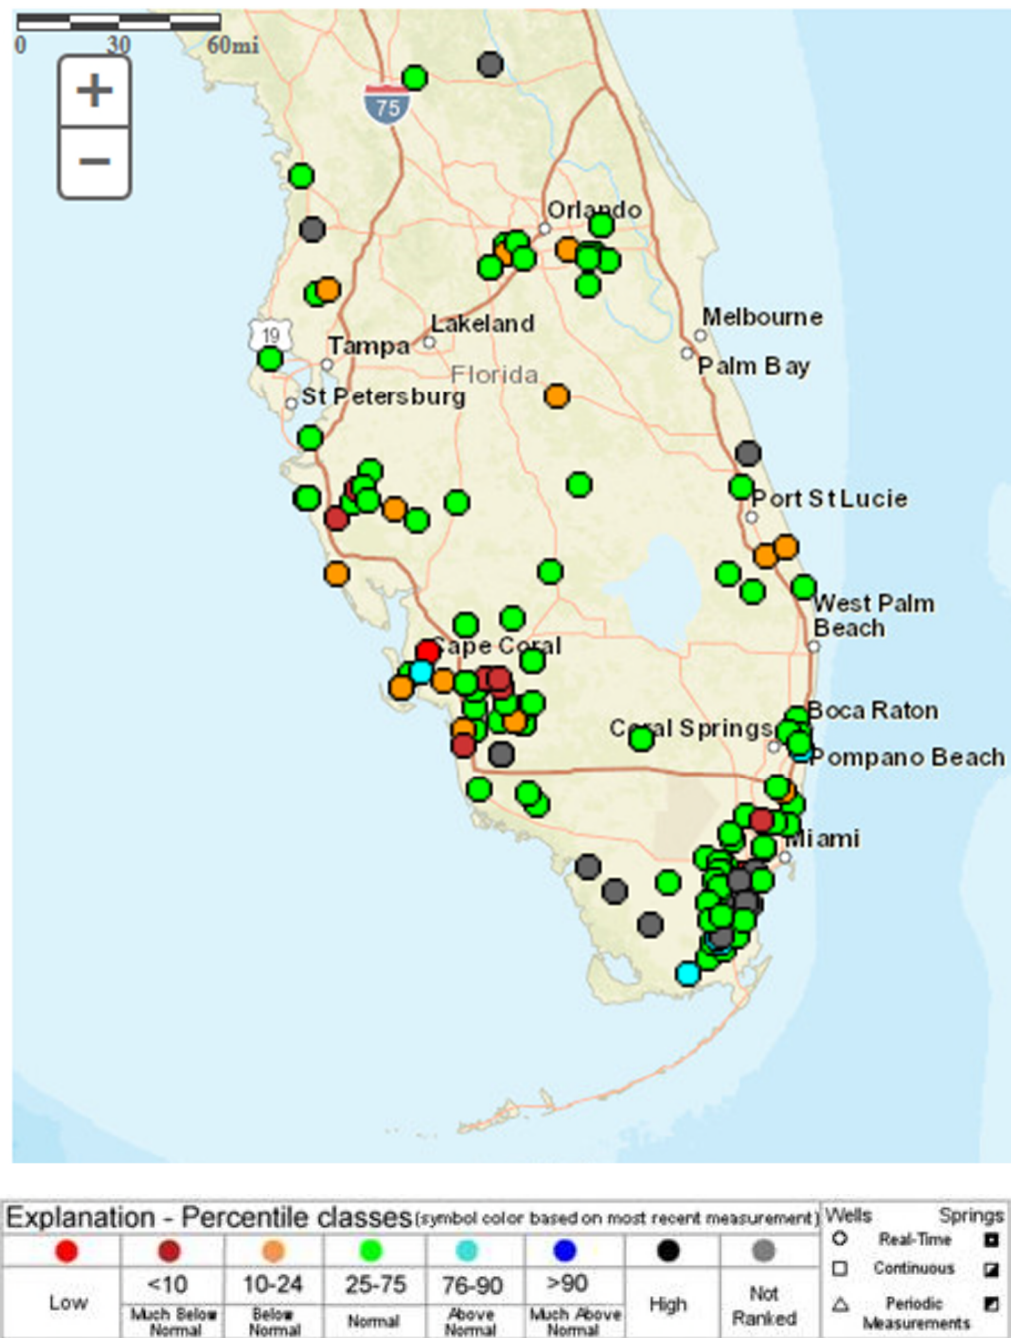 0 30 60mi
+
75
−
Orlando
19
Lakeland
Melbourne
Tampa
Palm Bay
Florida
St Petersburg
Port St Lucie
West Palm
Beach
Cape Coral
Boca Raton
Coral Springs
Pompano Beach
Miami
Explanation - Percentile classes (symbol color based on most recent measurement)
Low
<10
Much Below
Normal
10-24
Below
Normal
25-75
Normal
76-90
Above
Normal
>90
Much Above
Normal
High
Not
Ranked
Wells Springs
Real-Time
Continuous
Periodic
Measurements